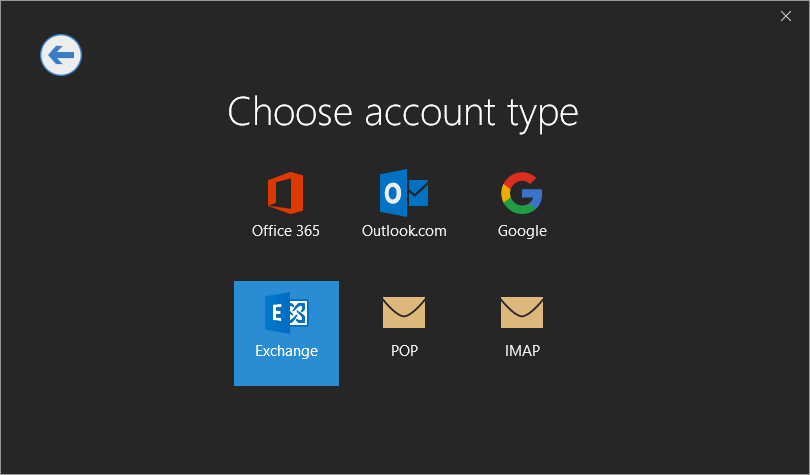 Choose account type
Office 365
Outlook.com
Google
Exchange
POP
IMAP